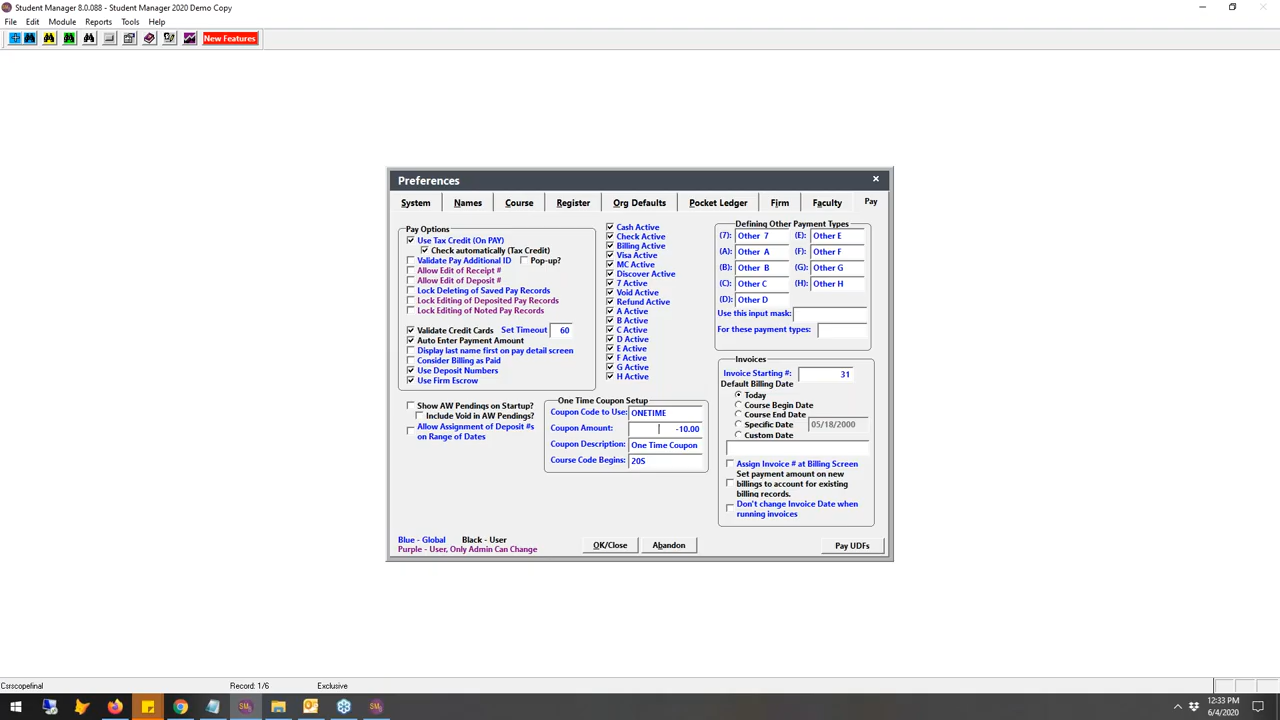 Student Manager 8.0.088 - Student Manager 2020 Demo Copy
File Edit Module Reports Tools Help
New Features
Preferences
System Names Course Register Org Defaults Pocket Ledger Firm Faculty Pay
Pay Options
Use Tax Credit (On PAY)
Check automatically (Tax Credit)
Validate Pay Additional ID Pop-up?
Allow Edit of Receipt #
Allow Edit of Deposit #
Lock Deleting of Saved Pay Records
Lock Editing of Deposited Pay Records
Lock Editing of Noted Pay Records
Validate Credit Cards Set Timeout 60
Auto Enter Payment Amount
Display last name first on pay detail screen
Consider Billing as Paid
Use Deposit Numbers
Use Firm Escrow
Show AW Pendings on Startup?
Include Void in AW Pendings?
Allow Assignment of Deposit #s
on Range of Dates
Cash Active
Check Active
Billing Active
Visa Active
MC Active
Discover Active
7 Active
Void Active
Refund Active
A Active
B Active
C Active
D Active
E Active
F Active
G Active
H Active
One Time Coupon Setup
Coupon Code to Use: ONETIME
Coupon Amount: -10.00
Coupon Description: One Time Coupon
Course Code Begins: 20S
Defining Other Payment Types
(7): Other 7 (E): Other E
(A): Other A (F): Other F
(B): Other B (G): Other G
(C): Other C (H): Other H
(D): Other D
Use this input mask:
For these payment types:
Invoices
Invoice Starting #: 31
Default Billing Date
Today
Course Begin Date
Course End Date
Specific Date 05/18/2000
Custom Date
Assign Invoice # at Billing Screen
Set payment amount on new
billings to account for existing
billing records.
Don't change Invoice Date when
running invoices
Blue - Global Black - User
Purple - User, Only Admin Can Change
OK/Close Abandon Pay UDFs
Csrscopefinal Record: 1/6 Exclusive
12:33 PM
6/4/2020